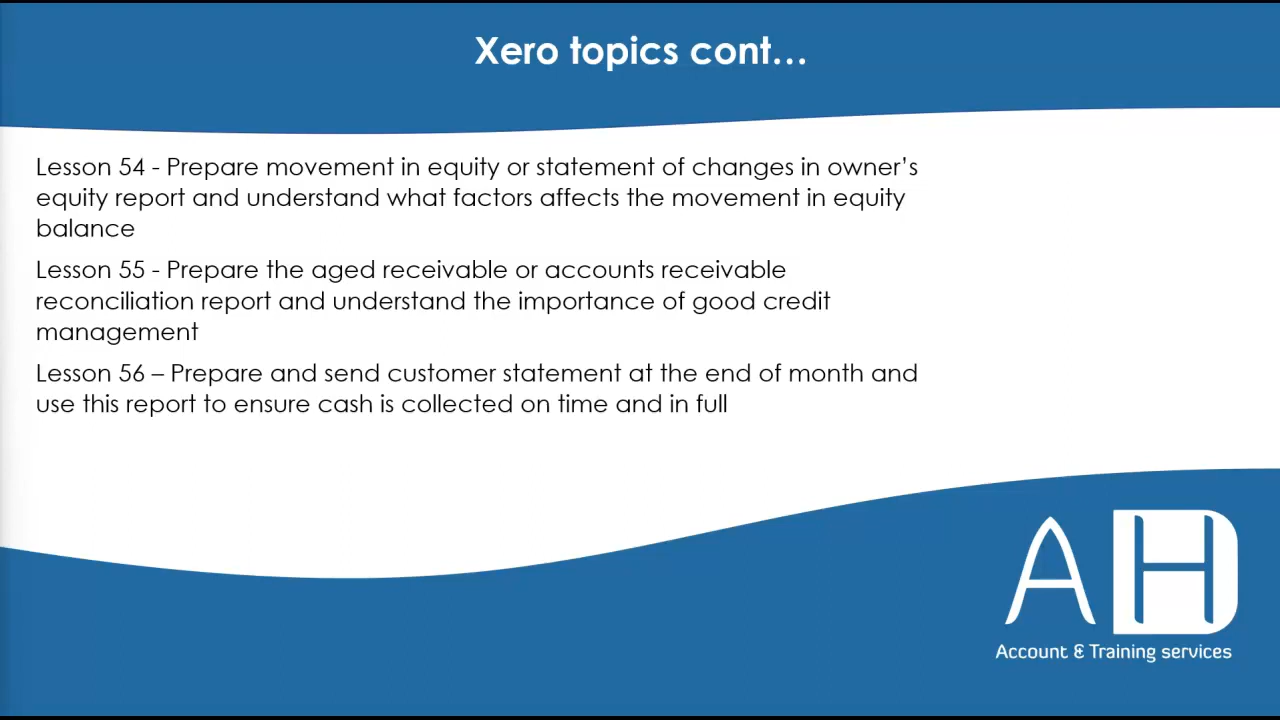 Xero topics cont...
Lesson 54 - Prepare movement in equity or statement of changes in owner’s
equity report and understand what factors affects the movement in equity
balance
Lesson 55 - Prepare the aged receivable or accounts receivable
reconciliation report and understand the importance of good credit
management
Lesson 56 – Prepare and send customer statement at the end of month and
use this report to ensure cash is collected on time and in full
AHD
Account & Training services